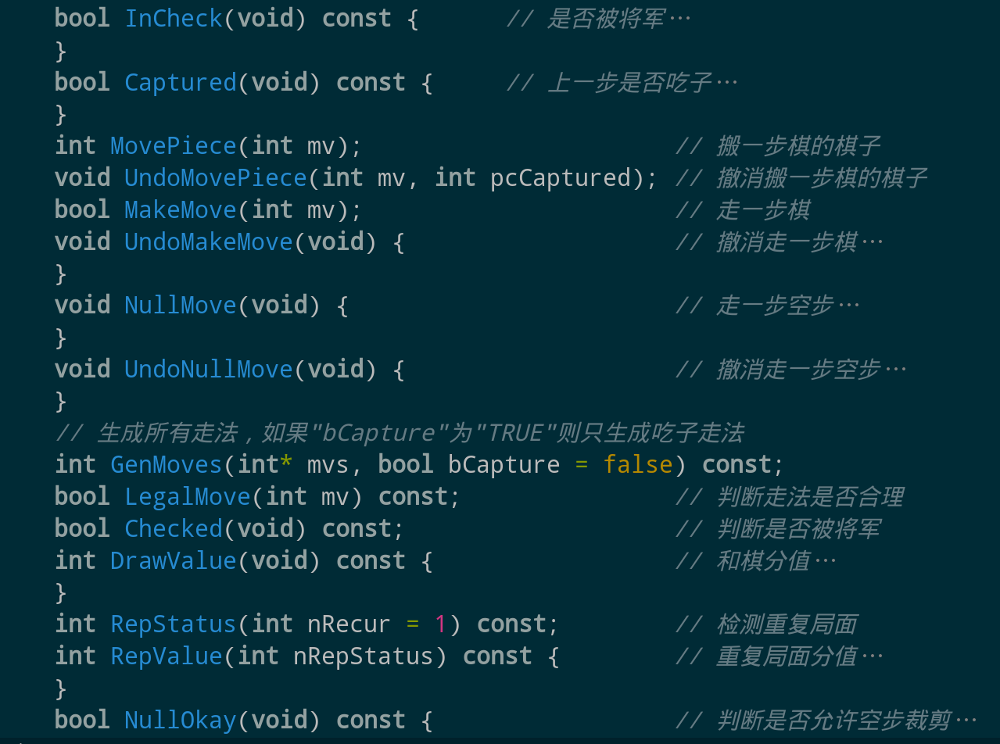 bool InCheck(void) const {      // 是否被将军…
}
bool Captured(void) const {     // 上一步是否吃子…
}
int MovePiece(int mv);                      // 搬一步棋的棋子
void UndoMovePiece(int mv, int pcCaptured); // 撤消搬一步棋的棋子
bool MakeMove(int mv);                      // 走一步棋
void UndoMakeMove(void) {                   // 撤消走一步棋…
}
void NullMove(void) {                       // 走一步空步…
}
void UndoNullMove(void) {                   // 撤消走一步空步…
}
// 生成所有走法，如果"bCapture"为"TRUE"则只生成吃子走法
int GenMoves(int* mvs, bool bCapture = false) const;
bool LegalMove(int mv) const;               // 判断走法是否合理
bool Checked(void) const;                   // 判断是否被将军
int DrawValue(void) const {                 // 和棋分值…
}
int RepStatus(int nRecur = 1) const;        // 检测重复局面
int RepValue(int nRepStatus) const {        // 重复局面分值…
}
bool NullOkay(void) const {                 // 判断是否允许空步裁剪…